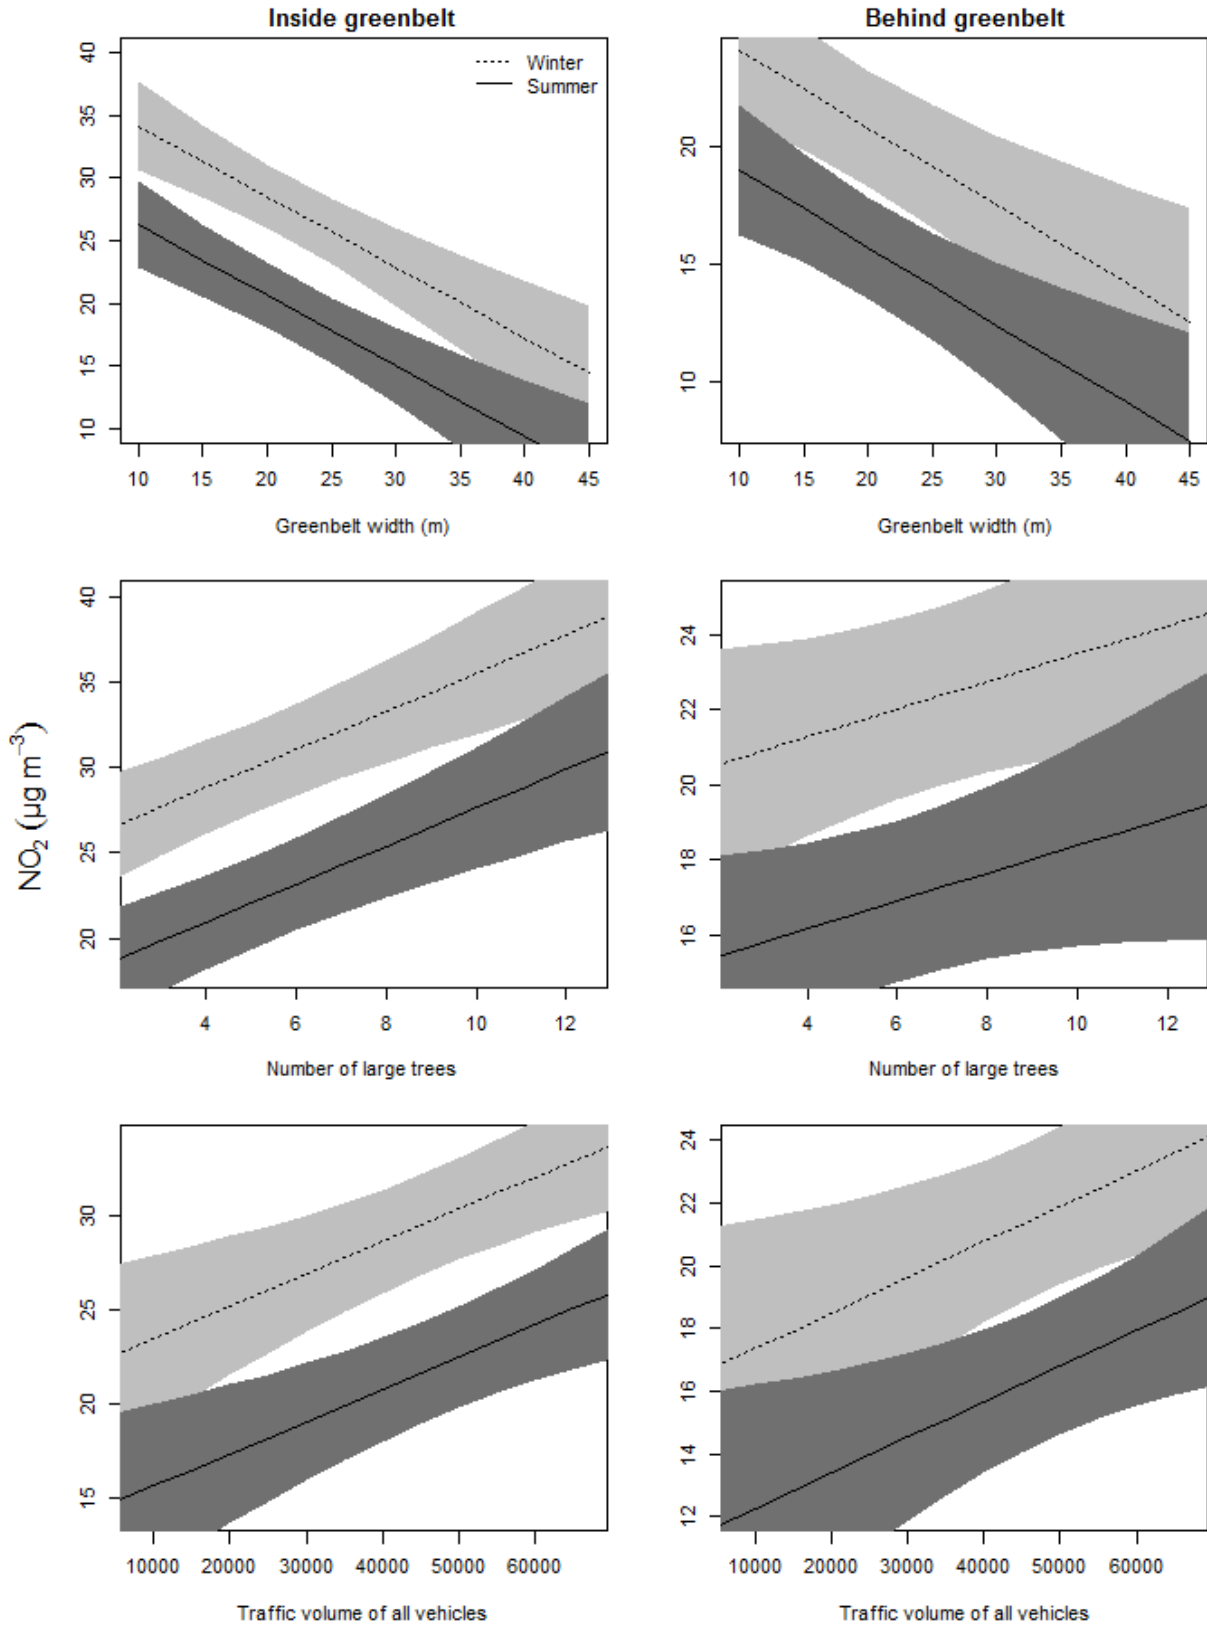 Inside greenbelt
Behind greenbelt
Winter
Summer
40
35
30
25
20
15
10
10 15 20 25 30 35 40 45
Greenbelt width (m)
20
15
10
10 15 20 25 30 35 40 45
Greenbelt width (m)
NO₂ (µg m⁻³)
40
35
30
25
20
4 6 8 10 12
Number of large trees
24
22
20
18
16
4 6 8 10 12
Number of large trees
30
25
20
15
10000 20000 30000 40000 50000 60000
Traffic volume of all vehicles
24
22
20
18
16
14
12
10000 20000 30000 40000 50000 60000
Traffic volume of all vehicles